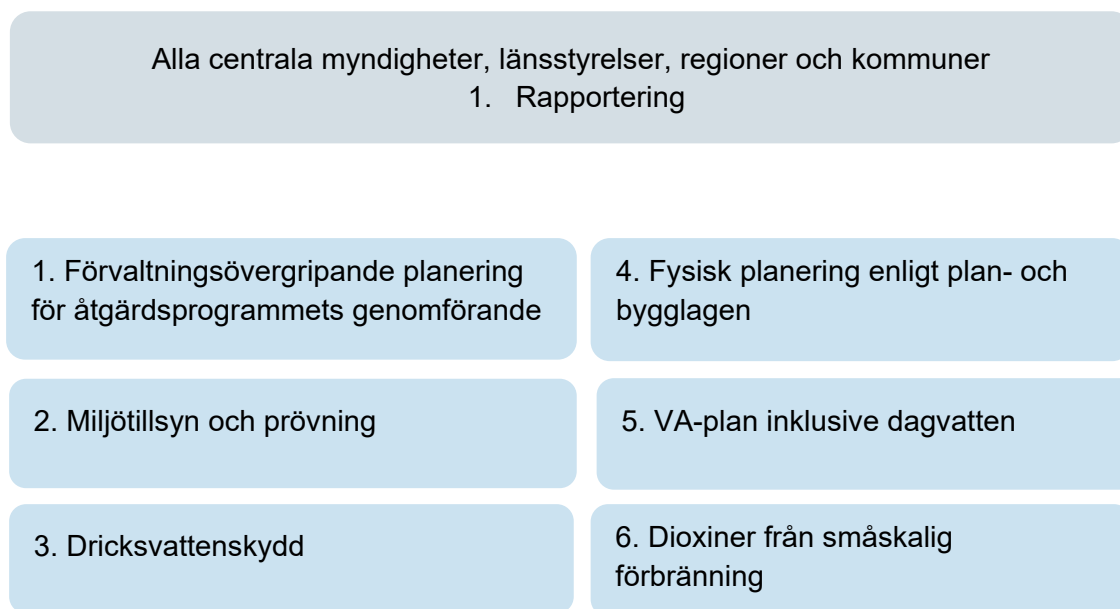 Alla centrala myndigheter, länsstyrelser, regioner och kommuner
1. Rapportering
1. Förvaltningsövergripande planering
för åtgärdsprogrammets genomförande
2. Miljötillsyn och prövning
3. Dricksvattenskydd
4. Fysisk planering enligt plan- och
bygglagen
5. VA-plan inklusive dagvatten
6. Dioxiner från småskalig
förbränning